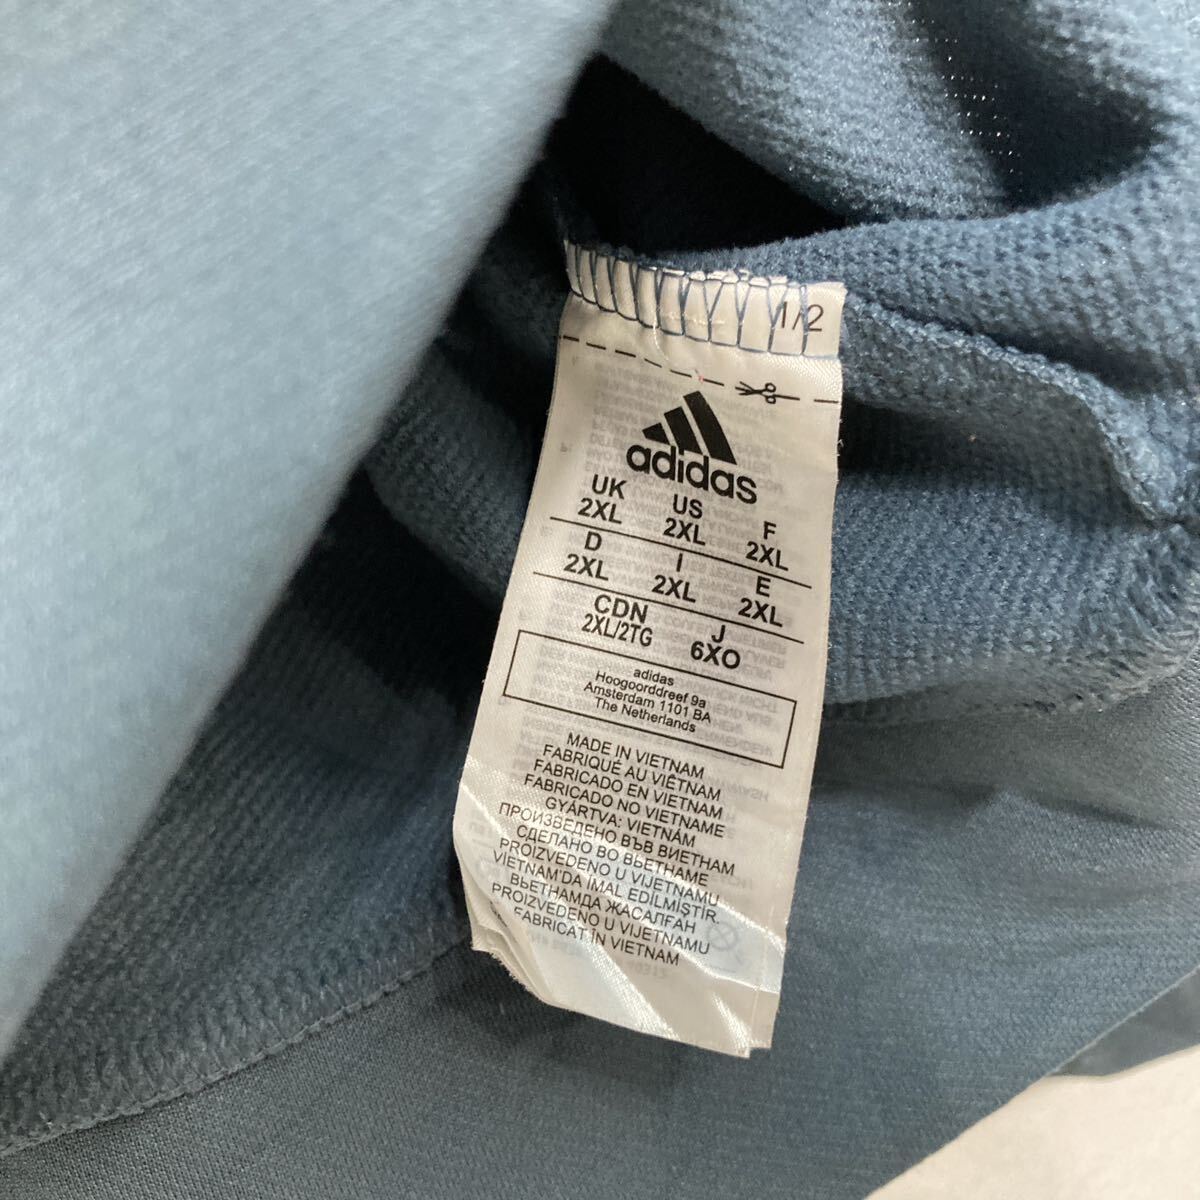 1/2
adidas
UK US F
2XL 2XL 2XL
D I E
2XL 2XL 2XL
CDN J
2XL/2TG 6XO
adidas
Hoogoorddreef 9a
Amsterdam 1101 BA
The Netherlands
MADE IN VIETNAM
FABRIQUÉ AU VIÊTNAM
FABRICADO EN VIETNAM
FABRICADO NO VIETNAME
GYÁRTVA: VIETNÁM
ПРОИЗВЕДЕНО ВЪВ ВИЕТНАМ
СДЕЛАНО ВО ВЬЕТНАМЕ
PROIZVEDENO U VIJETNAMU
VİETNAM'DA İMAL EDİLMİŞTİR.
ВЬЕТНАМДА ЖАСАЛҒАН
PROIZVEDENO U VIJETNAMU
FABRICAT ÎN VIETNAM